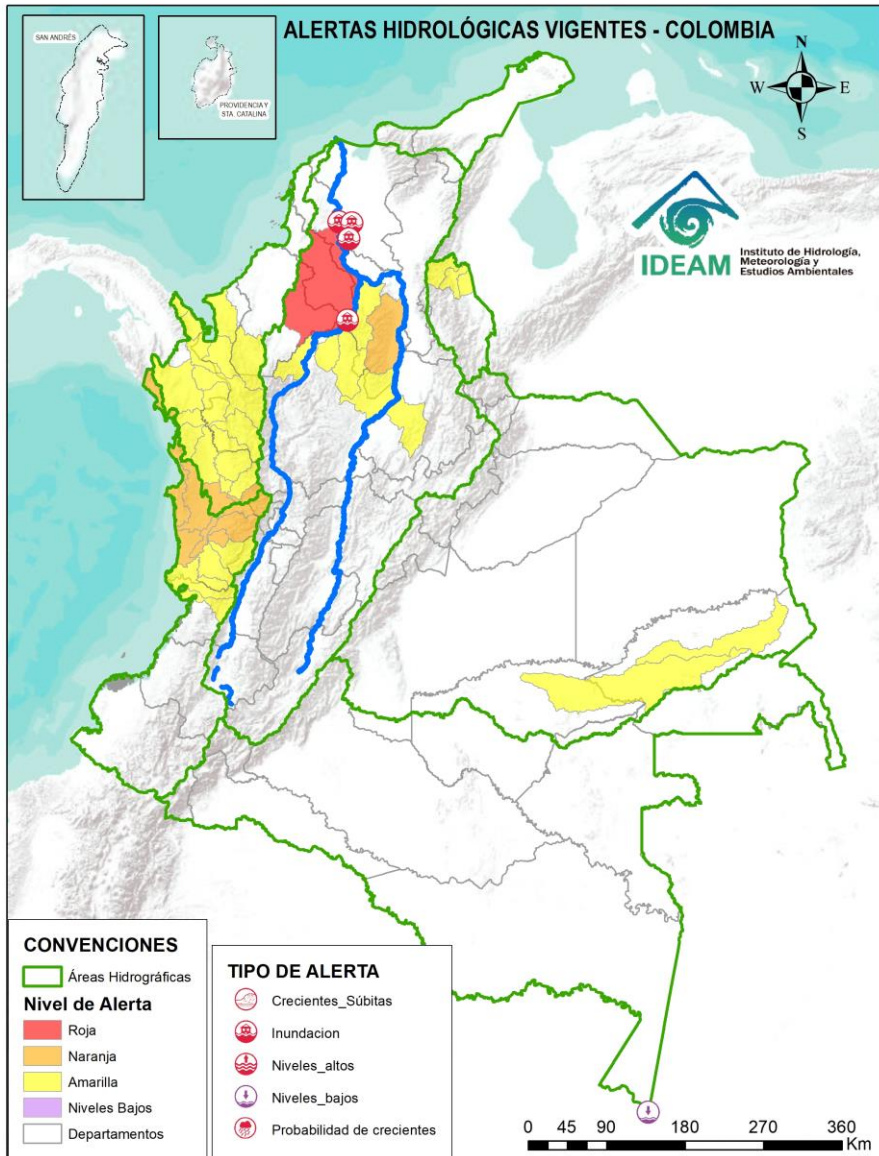 ALERTAS HIDROLÓGICAS VIGENTES - COLOMBIA
SAN ANDRÉS
PROVIDENCIA Y
STA. CATALINA
N
W
E
S
IDEAM
Instituto de Hidrología,
Meteorología y
Estudios Ambientales
CONVENCIONES
Áreas Hidrográficas
Nivel de Alerta
Roja
Naranja
Amarilla
Niveles Bajos
Departamentos
TIPO DE ALERTA
Crecientes_Súbitas
Inundacion
Niveles_altos
Niveles_bajos
Probabilidad de crecientes
0 45 90 180 270 360
Km